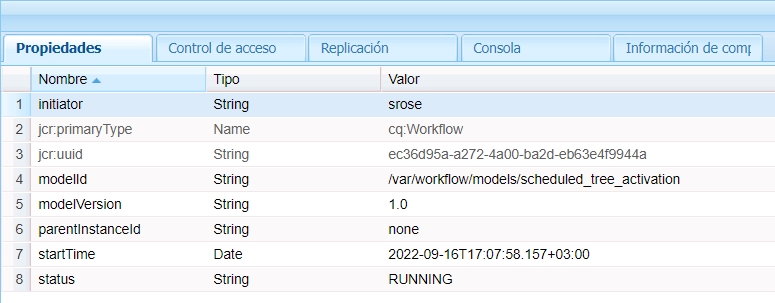 Propiedades Control de acceso Replicación Consola Información de comp
Nombre Tipo Valor
1 initiator String srose
2 jcr:primaryType Name cq:Workflow
3 jcr:uuid String ec36d95a-a272-4a00-ba2d-eb63e4f9944a
4 modelId String /var/workflow/models/scheduled_tree_activation
5 modelVersion String 1.0
6 parentInstanceId String none
7 startTime Date 2022-09-16T17:07:58.157+03:00
8 status String RUNNING